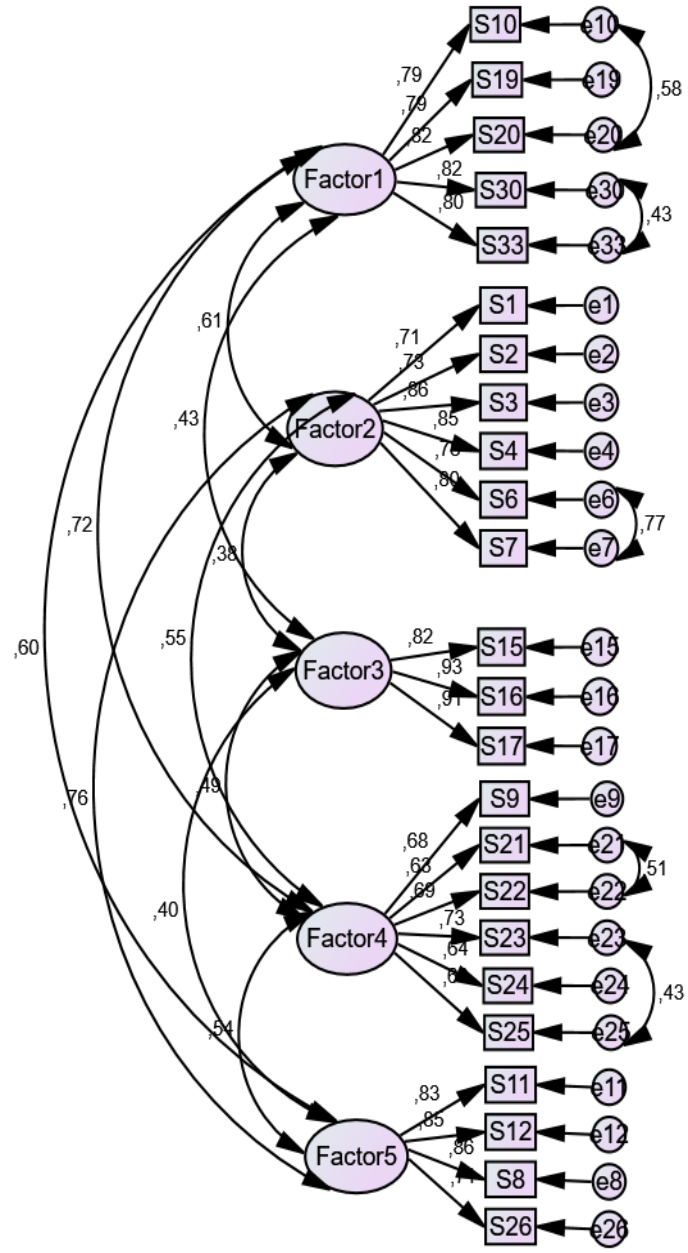 S10 e10
,79
,58
S19 e19
,79
,82
S20 e20
Factor1
,82
S30 e30
,80
,43
S33 e33
S1 e1
,61
,71
S2 e2
,73
,86
S3 e3
,43
Factor2
,85
S4 e4
S6 e6
,80
,77
S7 e7
,72
,38
,55
,60
,82
S15 e15
Factor3
,93
S16 e16
,91
S17 e17
,49
,76
S9 e9
,68
S21 e21
,63
,51
,69
S22 e22
,40
,73
S23 e23
Factor4
,64
S24 e24
,43
S25 e25
,54
,83
S11 e11
,85
S12 e12
,86
Factor5
S8 e8
S26 e26